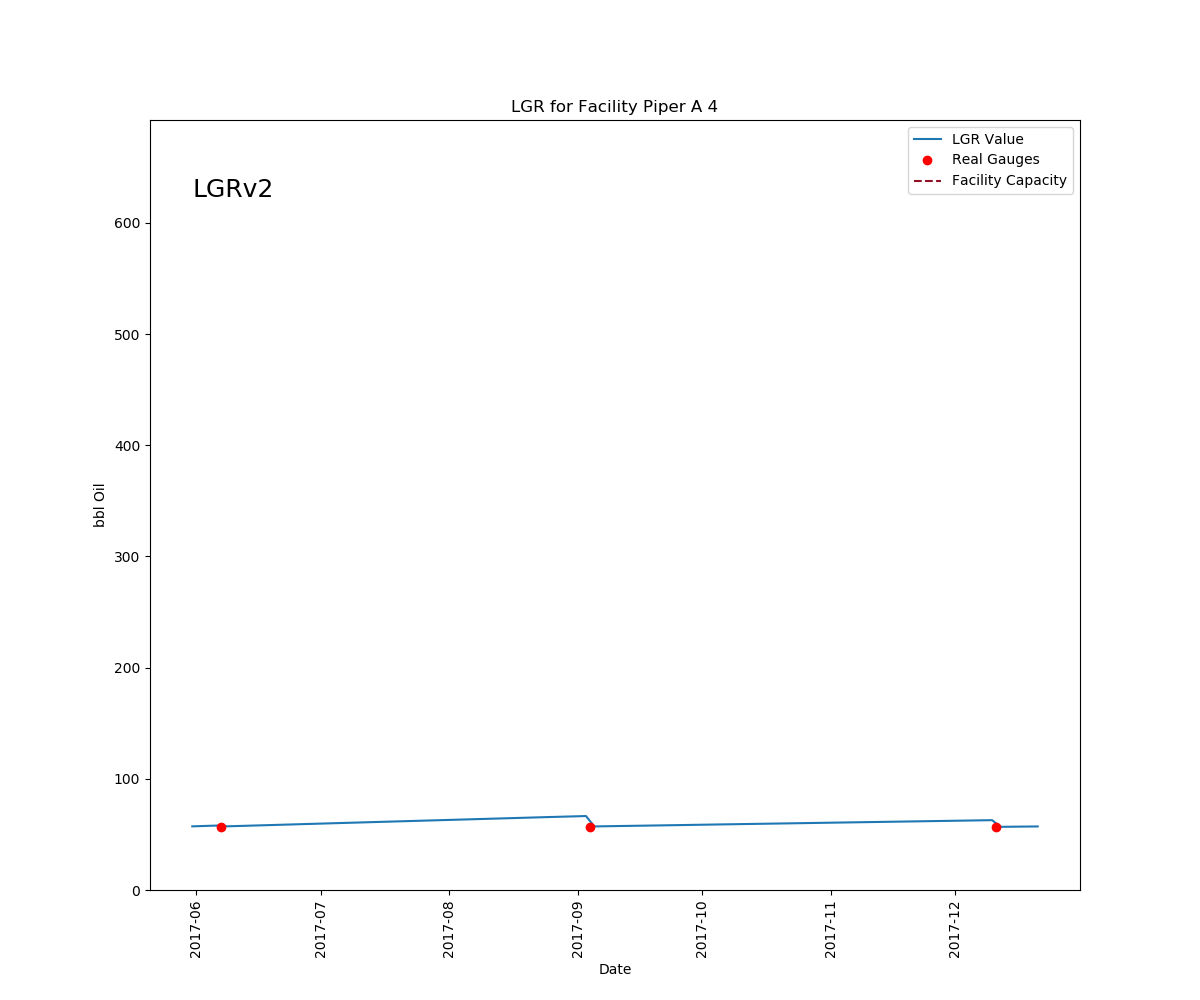 LGR for Facility Piper A 4
LGRv2
LGR Value
Real Gauges
Facility Capacity
bbl Oil
600
500
400
300
200
100
0
2017-06
2017-07
2017-08
2017-09
2017-10
2017-11
2017-12
Date